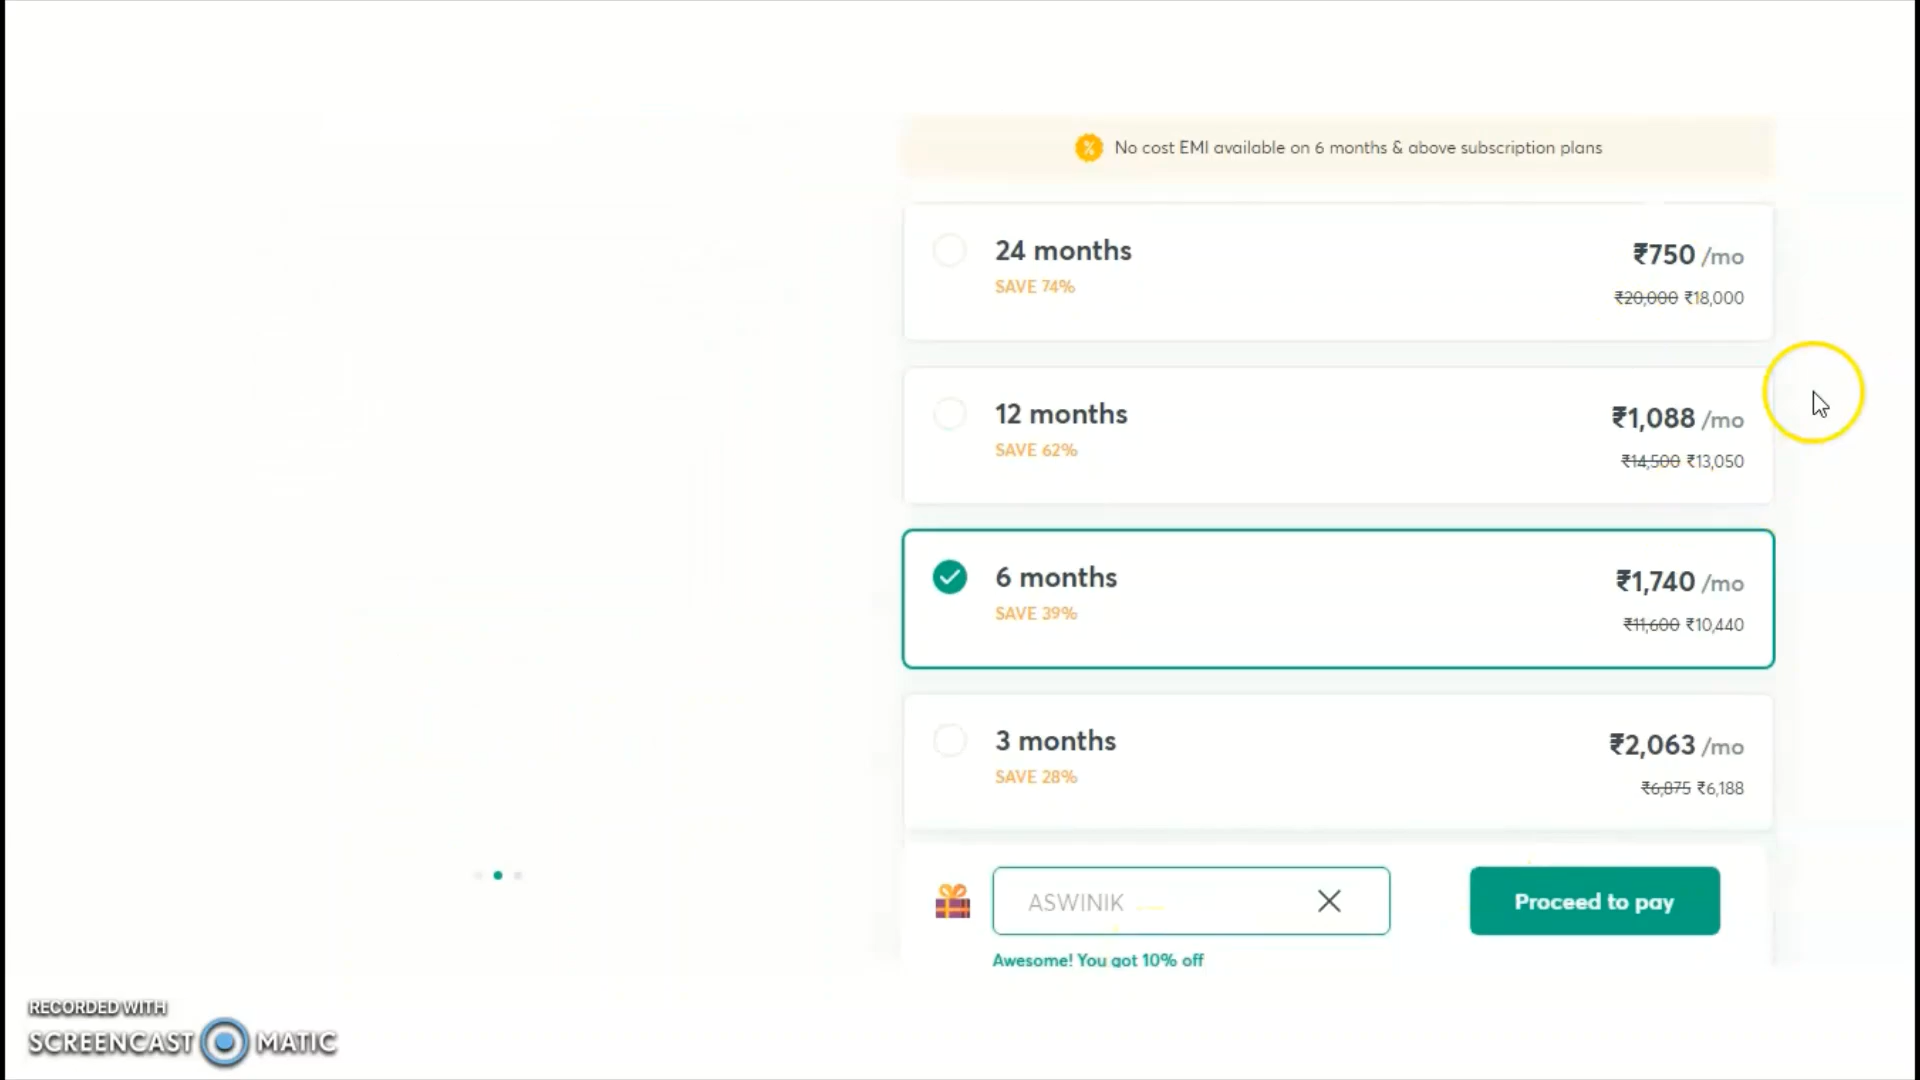 No cost EMI available on 6 months & above subscription plans
24 months
₹750 /mo
SAVE 74%
₹20,000 ₹18,000
12 months
₹1,088 /mo
SAVE 62%
₹14,500 ₹13,050
6 months
₹1,740 /mo
SAVE 39%
₹11,600 ₹10,440
3 months
₹2,063 /mo
SAVE 28%
₹6,875 ₹6,188
ASWINIK
Proceed to pay
Awesome! You got 10% off
RECORDED WITH
SCREENCAST MATIC